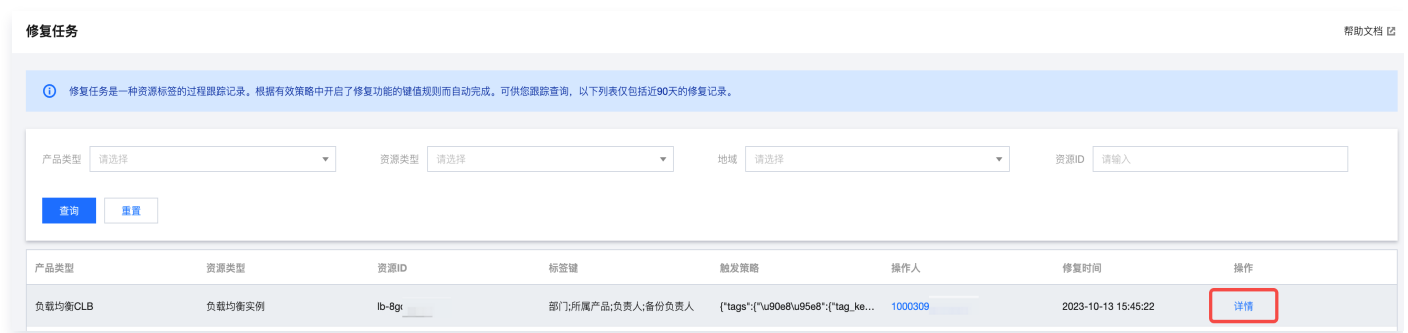 修复任务
帮助文档
修复任务是一种资源标签的过程跟踪记录。根据有效策略中开启了修复功能的键值规则而自动完成。可供您跟踪查询，以下列表仅包括近90天的修复记录。
产品类型 请选择 资源类型 请选择 地域 请选择 资源ID 请输入
查询 重置
产品类型 资源类型 资源ID 标签键 触发策略 操作人 修复时间 操作
负载均衡CLB 负载均衡实例 lb-8g 部门;所属产品;负责人;备份负责人 {"tags":{"\u90e8\u95e8":{"tag_ke... 1000309 2023-10-13 15:45:22 详情